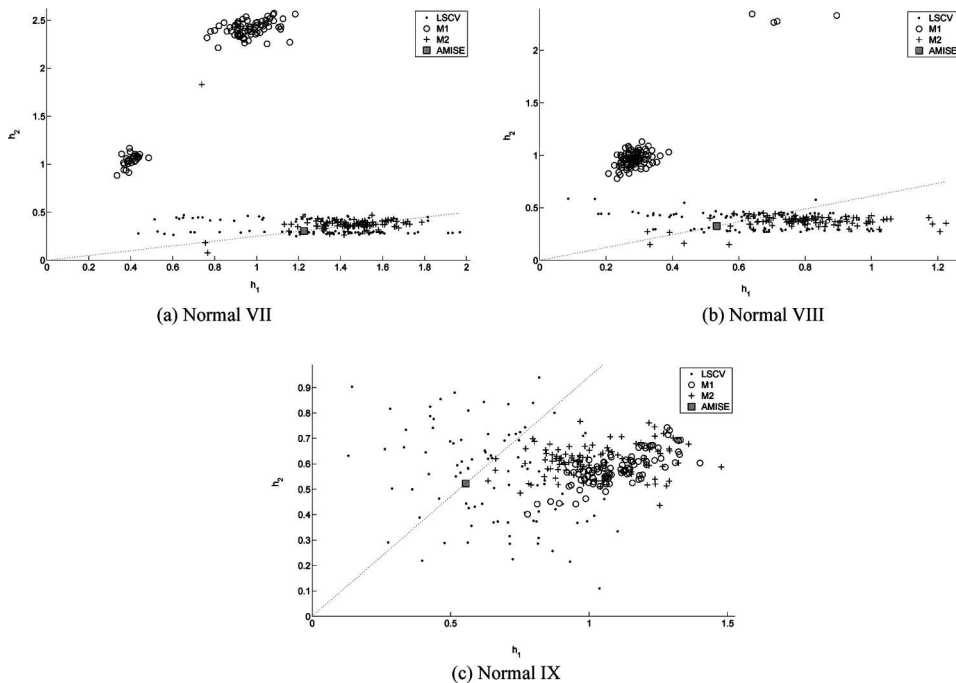 2.5
2
1.5
1
0.5
0
h2
0 0.2 0.4 0.6 0.8 1 1.2 1.4 1.6 1.8 2
h1
LSCV
M1
M2
AMISE
(a) Normal VII
2.5
2
1.5
1
0.5
0
h2
0 0.2 0.4 0.6 0.8 1 1.2
h1
LSCV
M1
M2
AMISE
(b) Normal VIII
0.9
0.8
0.7
0.6
0.5
0.4
0.3
0.2
0.1
0
h2
0 0.5 1 1.5
h1
LSCV
M1
M2
AMISE
(c) Normal IX